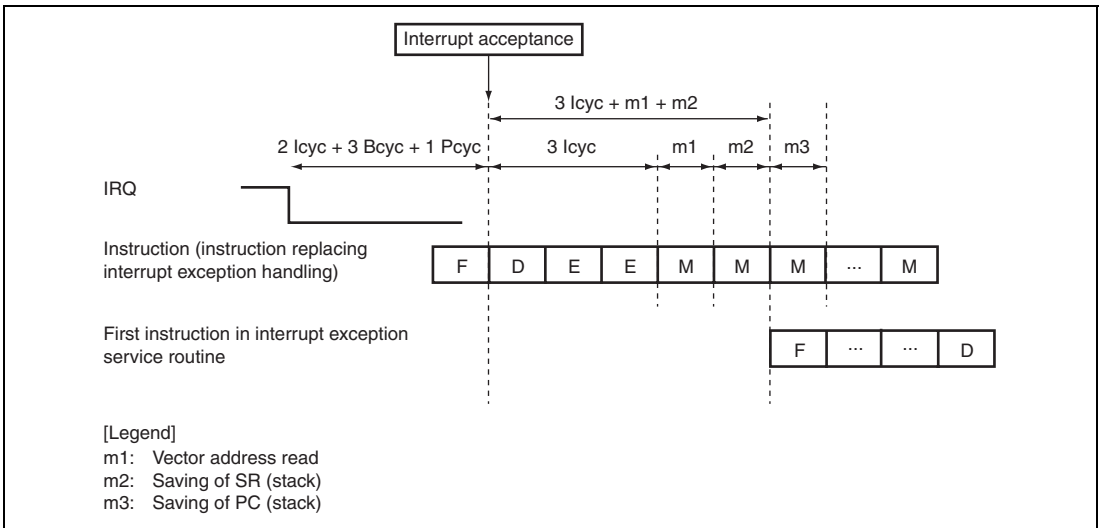 Interrupt acceptance
3 Icyc + m1 + m2
2 Icyc + 3 Bcyc + 1 Pcyc
3 Icyc
m1
m2
m3
IRQ
Instruction (instruction replacing
interrupt exception handling)
F D E E M M M ... M
First instruction in interrupt exception
service routine
F ... ... D
[Legend]
m1: Vector address read
m2: Saving of SR (stack)
m3: Saving of PC (stack)